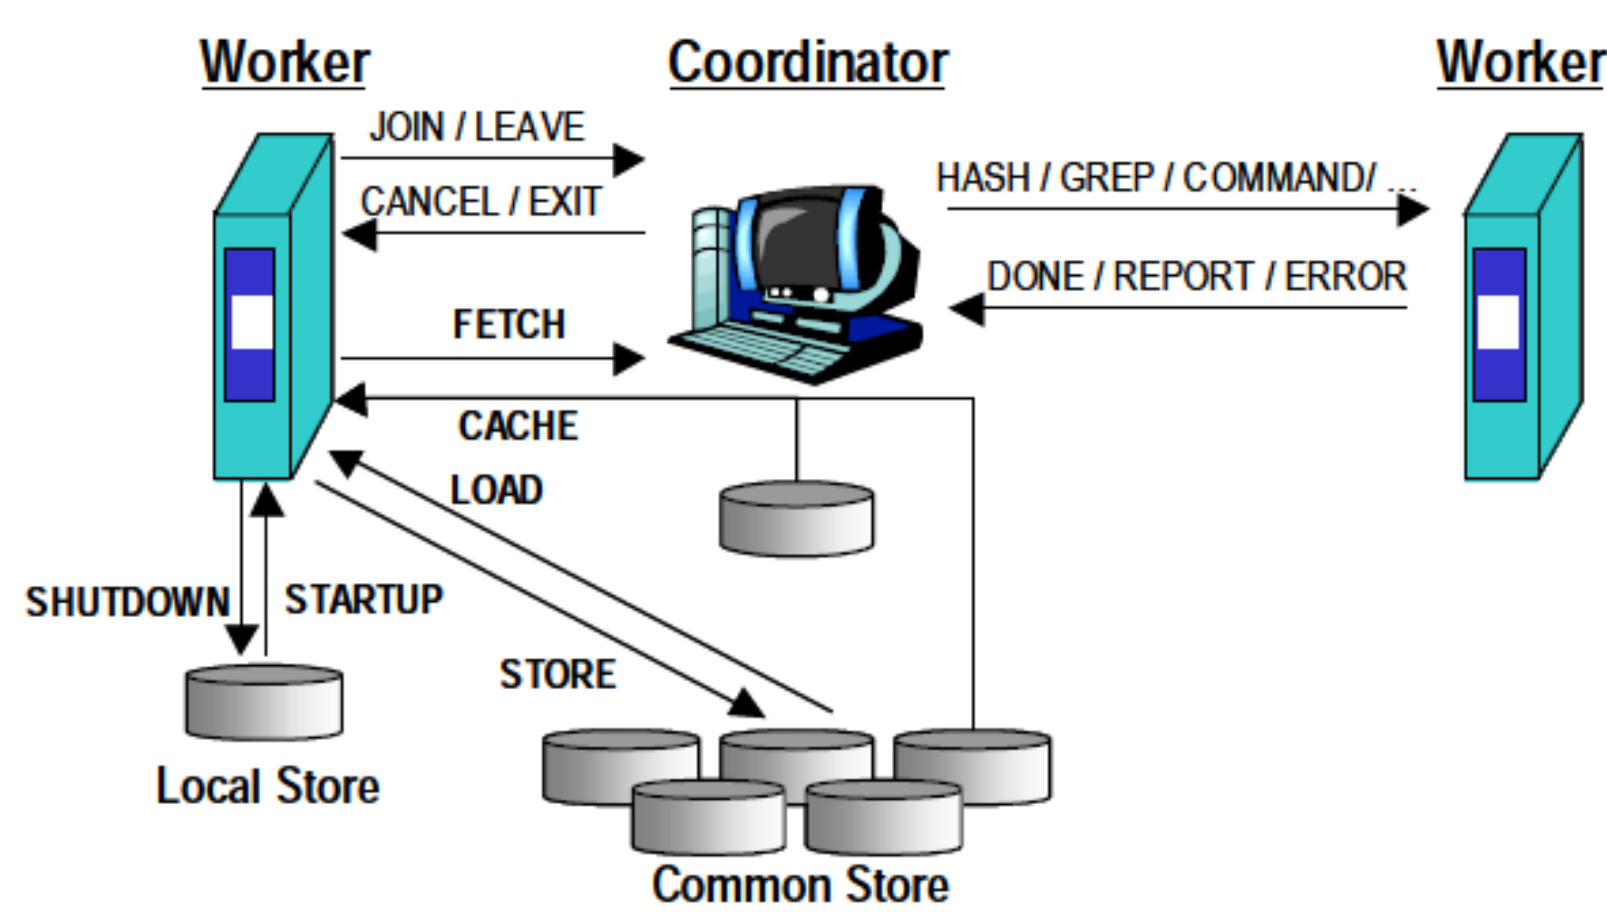 Worker
Coordinator
Worker
JOIN / LEAVE
CANCEL / EXIT
HASH / GREP / COMMAND/ ...
DONE / REPORT / ERROR
FETCH
CACHE
LOAD
SHUTDOWN
STARTUP
STORE
Local Store
Common Store